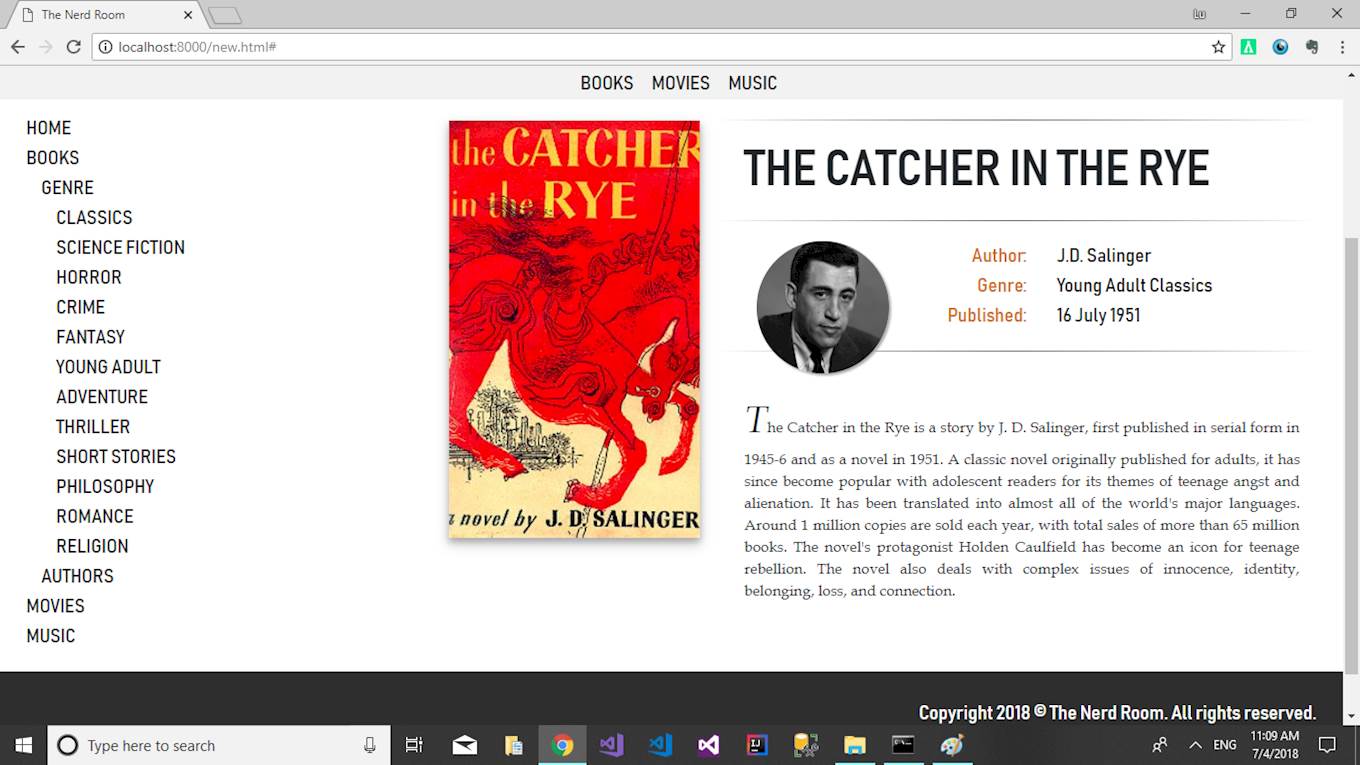 The Nerd Room
localhost:8000/new.html#
BOOKS MOVIES MUSIC
HOME
BOOKS
GENRE
CLASSICS
SCIENCE FICTION
HORROR
CRIME
FANTASY
YOUNG ADULT
ADVENTURE
THRILLER
SHORT STORIES
PHILOSOPHY
ROMANCE
RELIGION
AUTHORS
MOVIES
MUSIC
the CATCHER
in the RYE
a novel by J. D. SALINGER
THE CATCHER IN THE RYE
Author: J.D. Salinger
Genre: Young Adult Classics
Published: 16 July 1951
The Catcher in the Rye is a story by J. D. Salinger, first published in serial form in
1945-6 and as a novel in 1951. A classic novel originally published for adults, it has
since become popular with adolescent readers for its themes of teenage angst and
alienation. It has been translated into almost all of the world's major languages.
Around 1 million copies are sold each year, with total sales of more than 65 million
books. The novel's protagonist Holden Caulfield has become an icon for teenage
rebellion. The novel also deals with complex issues of innocence, identity,
belonging, loss, and connection.
Copyright 2018 © The Nerd Room. All rights reserved.
Type here to search
ENG
11:09 AM
7/4/2018